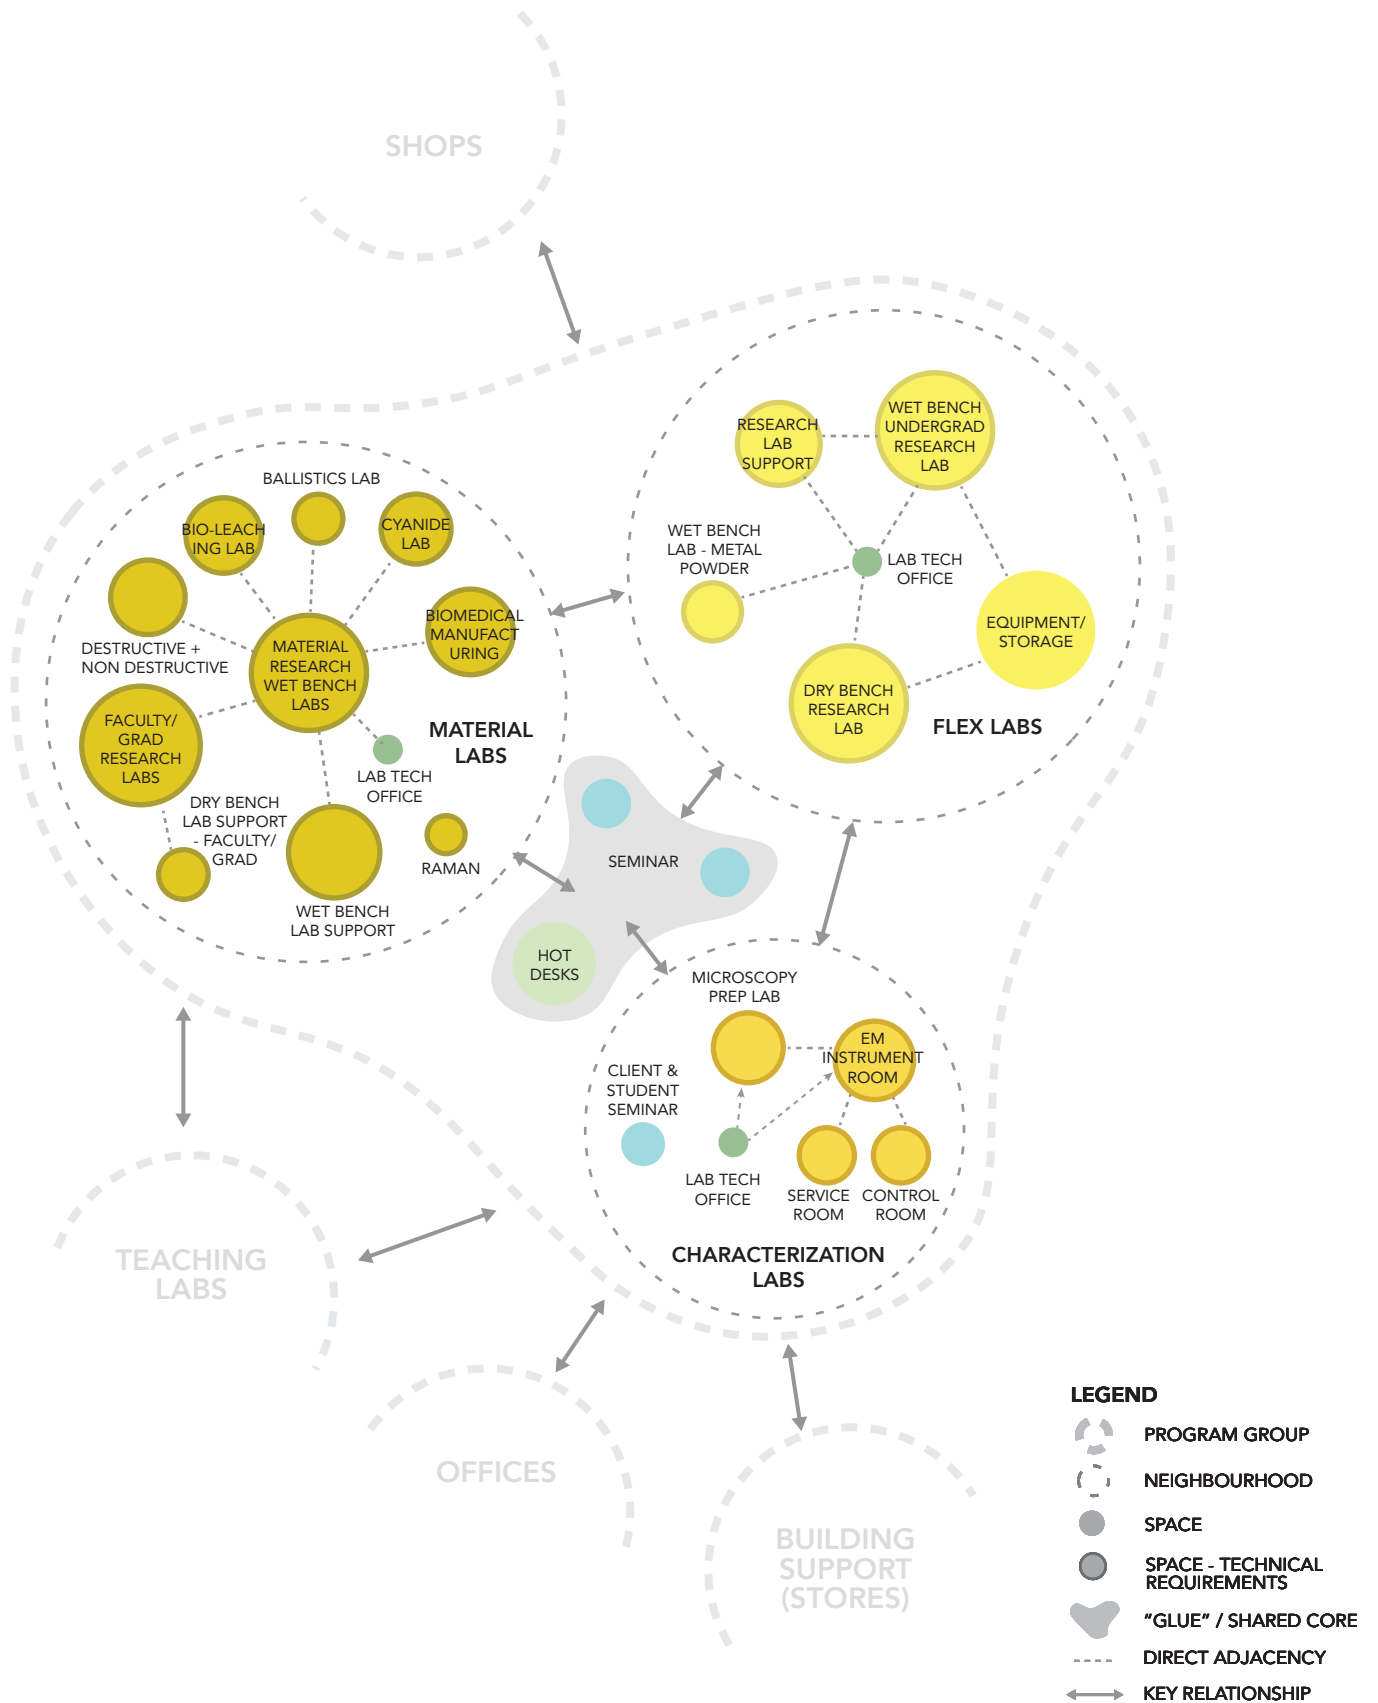 SHOPS
RESEARCH
LAB
SUPPORT
WET BENCH
UNDERGRAD
RESEARCH
LAB
WET BENCH
LAB - METAL
POWDER
LAB TECH
OFFICE
EQUIPMENT/
STORAGE
DRY BENCH
RESEARCH
LAB
FLEX LABS
BALLISTICS LAB
BIO-LEACH
ING LAB
CYANIDE
LAB
BIOMEDICAL
MANUFACT
URING
DESTRUCTIVE +
NON DESTRUCTIVE
MATERIAL
RESEARCH
WET BENCH
LABS
FACULTY/
GRAD
RESEARCH
LABS
MATERIAL
LABS
LAB TECH
OFFICE
DRY BENCH
LAB SUPPORT
- FACULTY/
GRAD
RAMAN
WET BENCH
LAB SUPPORT
SEMINAR
HOT
DESKS
MICROSCOPY
PREP LAB
EM
INSTRUMENT
ROOM
CLIENT &
STUDENT
SEMINAR
LAB TECH
OFFICE
SERVICE
ROOM
CONTROL
ROOM
CHARACTERIZATION
LABS
TEACHING
LABS
OFFICES
BUILDING
SUPPORT
(STORES)
LEGEND
PROGRAM GROUP
NEIGHBOURHOOD
SPACE
SPACE - TECHNICAL
REQUIREMENTS
"GLUE" / SHARED CORE
DIRECT ADJACENCY
KEY RELATIONSHIP